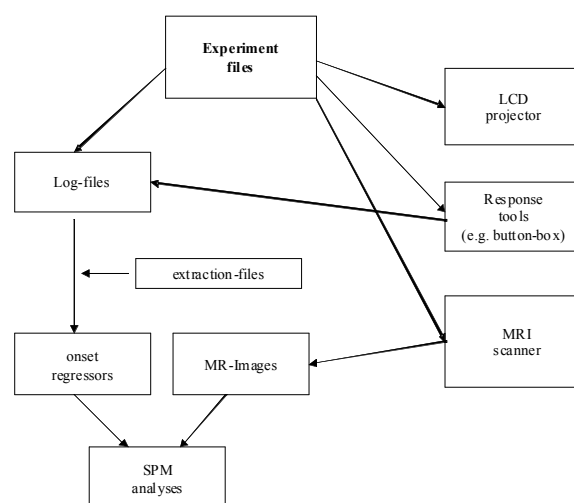 Experiment
files
LCD
projector
Log-files
Response
tools
(e.g. button-box)
extraction-files
MRI
scanner
onset
regressors
MR-Images
SPM
analyses